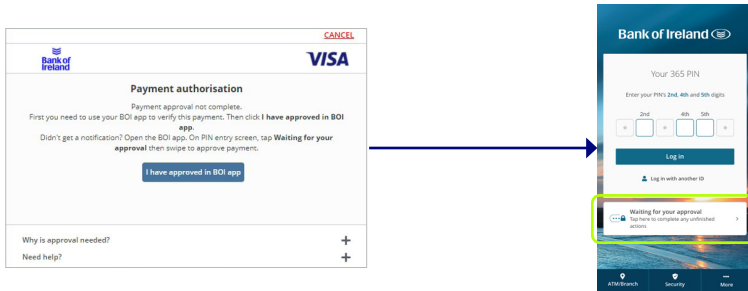 CANCEL
Bank of
Ireland
VISA
Payment authorisation
Payment approval not complete.
First you need to use your BOI app to verify this payment. Then click I have approved in BOI
app.
Didn't get a notification? Open the BOI app. On PIN entry screen, tap Waiting for your
approval then swipe to approve payment.
I have approved in BOI app
Why is approval needed?
Need help?
Bank of Ireland
Your 365 PIN
Enter your PIN's 2nd, 4th and 5th digits
2nd 4th 5th
Log in
Log in with another ID
Waiting for your approval
Tap here to complete any unfinished
actions
ATM/Branch Security More